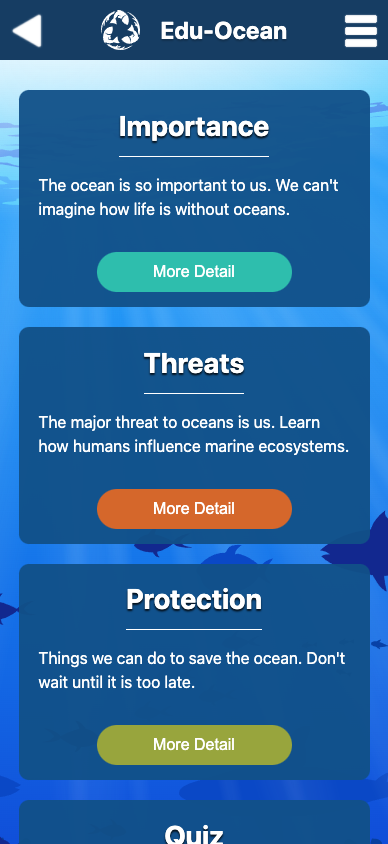 Edu-Ocean
Importance
The ocean is so important to us. We can't
imagine how life is without oceans.
More Detail
Threats
The major threat to oceans is us. Learn
how humans influence marine ecosystems.
More Detail
Protection
Things we can do to save the ocean. Don't
wait until it is too late.
More Detail
Quiz